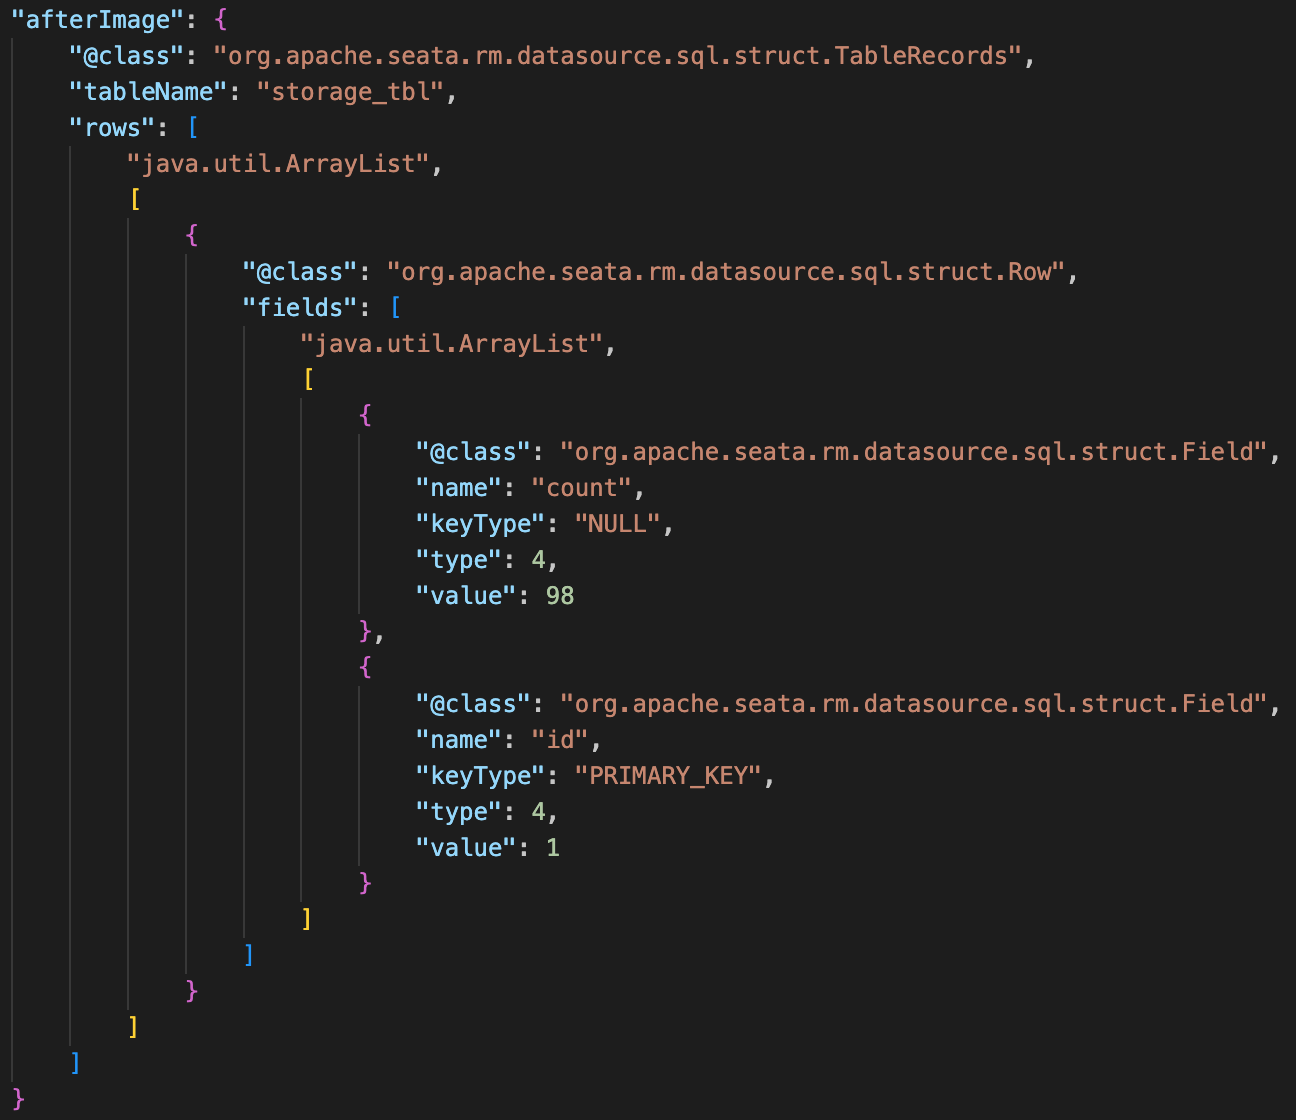 "afterImage": {
    "@class": "org.apache.seata.rm.datasource.sql.struct.TableRecords",
    "tableName": "storage_tbl",
    "rows": [
        "java.util.ArrayList",
        [
            {
                "@class": "org.apache.seata.rm.datasource.sql.struct.Row",
                "fields": [
                    "java.util.ArrayList",
                    [
                        {
                            "@class": "org.apache.seata.rm.datasource.sql.struct.Field",
                            "name": "count",
                            "keyType": "NULL",
                            "type": 4,
                            "value": 98
                        },
                        {
                            "@class": "org.apache.seata.rm.datasource.sql.struct.Field",
                            "name": "id",
                            "keyType": "PRIMARY_KEY",
                            "type": 4,
                            "value": 1
                        }
                    ]
                ]
            }
        ]
    ]
}